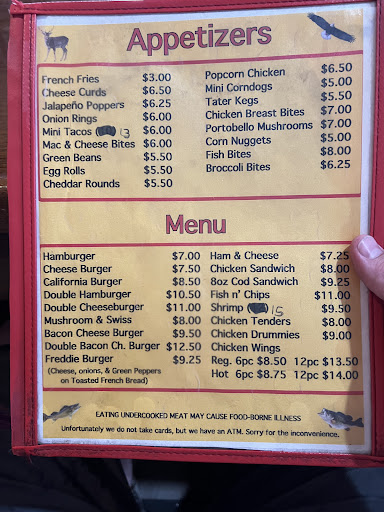 Appetizers
French Fries $3.00
Cheese Curds $6.50
Jalapeño Poppers $6.25
Onion Rings $6.00
Mini Tacos ( 13 $6.00
Mac & Cheese Bites $6.00
Green Beans $5.50
Egg Rolls $5.50
Cheddar Rounds $5.50
Popcorn Chicken $6.50
Mini Corndogs $5.00
Tater Kegs $5.50
Chicken Breast Bites $7.00
Portobello Mushrooms $7.00
Corn Nuggets $5.00
Fish Bites $8.00
Broccoli Bites $6.25
Menu
Hamburger $7.00
Cheese Burger $7.50
California Burger $8.50
Double Hamburger $10.50
Double Cheeseburger $11.00
Mushroom & Swiss $8.00
Bacon Cheese Burger $9.50
Double Bacon Ch. Burger $12.50
Freddie Burger $9.25
(Cheese, onions, & Green Peppers
on Toasted French Bread)
Ham & Cheese $7.25
Chicken Sandwich $8.00
8oz Cod Sandwich $9.25
Fish n' Chips $11.00
Shrimp 15 $9.50
Chicken Tenders $8.00
Chicken Drummies $9.00
Chicken Wings
Reg. 6pc $8.50 12pc $13.50
Hot 6pc $8.75 12pc $14.00
EATING UNDERCOOKED MEAT MAY CAUSE FOOD-BORNE ILLNESS
Unfortunately we do not take cards, but we have an ATM. Sorry for the inconvenience.